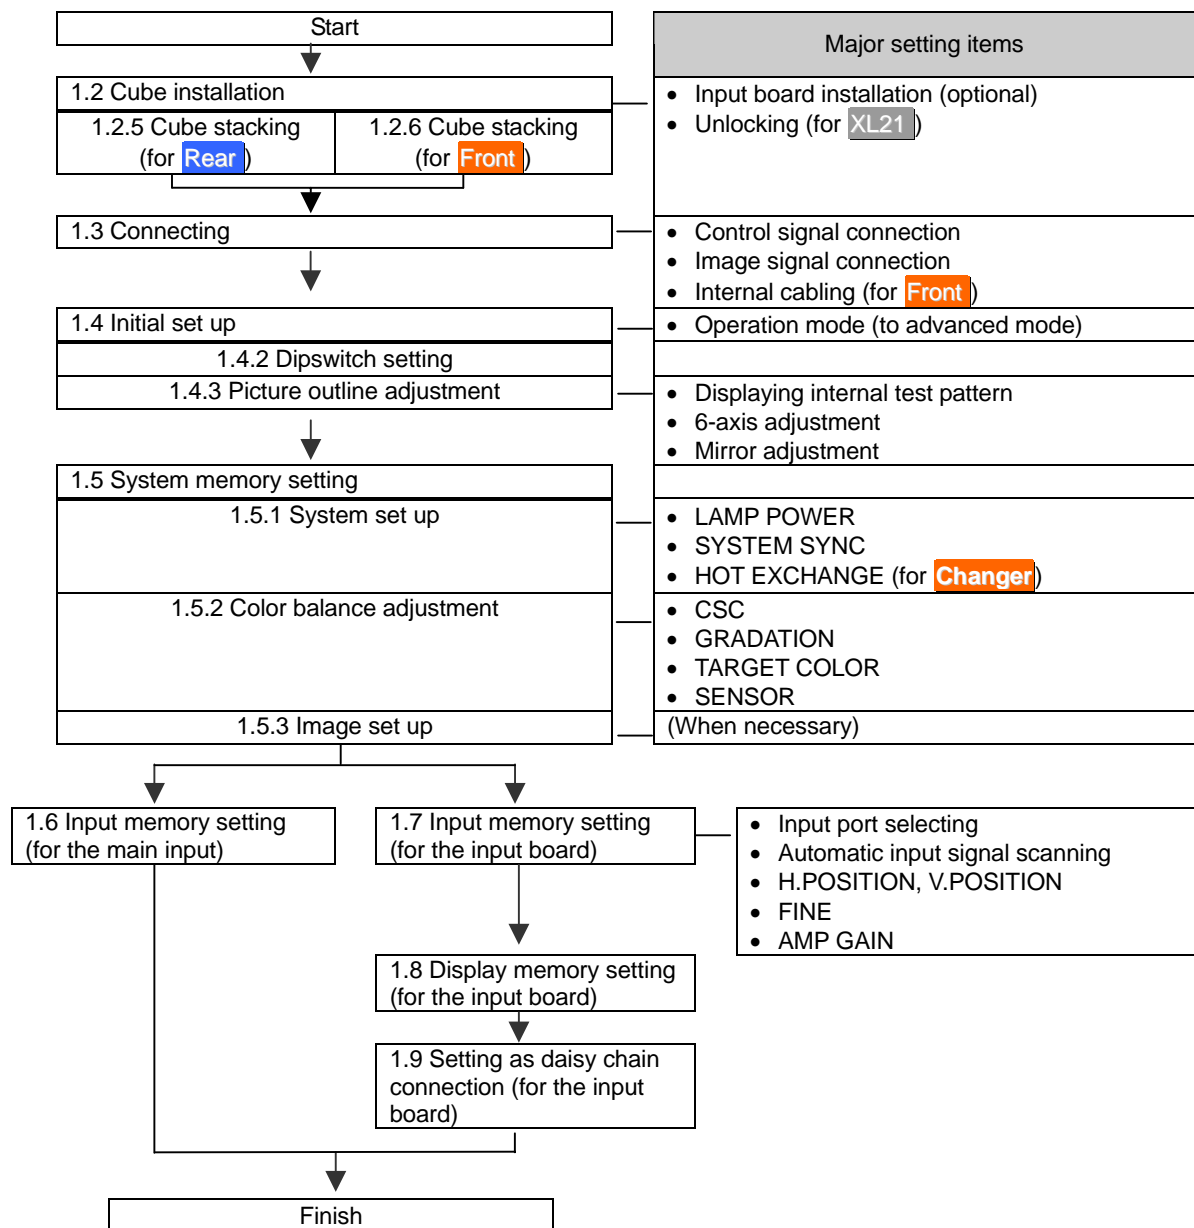 Start
Major setting items
1.2 Cube installation
1.2.5 Cube stacking
(for Rear )
1.2.6 Cube stacking
(for Front )
• Input board installation (optional)
• Unlocking (for XL21 )
1.3 Connecting
• Control signal connection
• Image signal connection
• Internal cabling (for Front )
1.4 Initial set up
• Operation mode (to advanced mode)
1.4.2 Dipswitch setting
1.4.3 Picture outline adjustment
• Displaying internal test pattern
• 6-axis adjustment
• Mirror adjustment
1.5 System memory setting
1.5.1 System set up
• LAMP POWER
• SYSTEM SYNC
• HOT EXCHANGE (for Changer)
1.5.2 Color balance adjustment
• CSC
• GRADATION
• TARGET COLOR
• SENSOR
1.5.3 Image set up
(When necessary)
1.6 Input memory setting
(for the main input)
1.7 Input memory setting
(for the input board)
• Input port selecting
• Automatic input signal scanning
• H.POSITION, V.POSITION
• FINE
• AMP GAIN
1.8 Display memory setting
(for the input board)
1.9 Setting as daisy chain
connection (for the input
board)
Finish